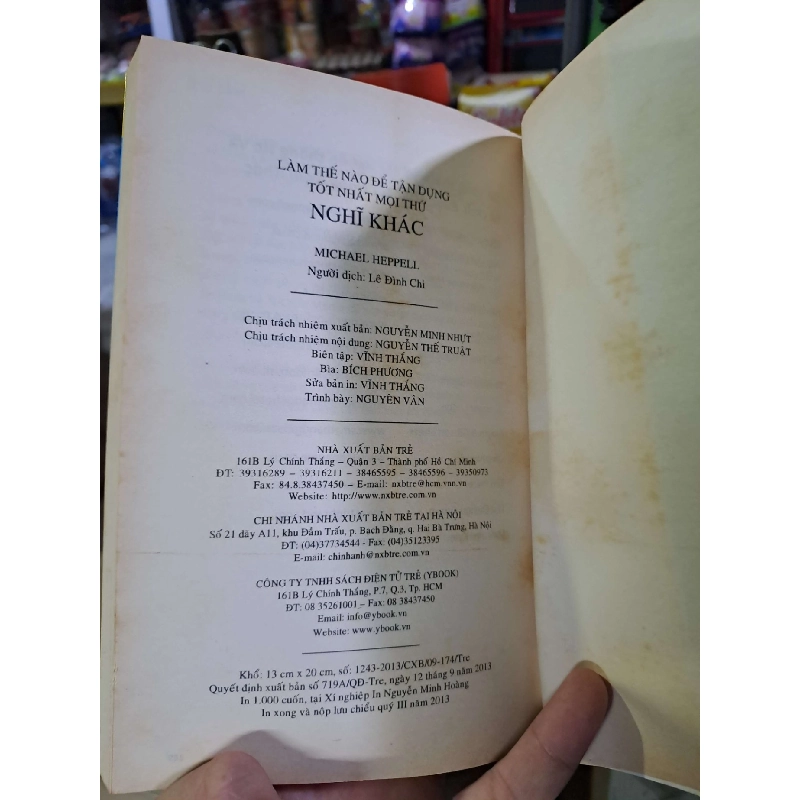 LÀM THẾ NÀO ĐỂ TẬN DỤNG
TỐT NHẤT MỌI THỨ
NGHĨ KHÁC
MICHAEL HEPPELL
Người dịch: Lê Đình Chi
Chịu trách nhiệm xuất bản: NGUYỄN MINH NHỰT
Chịu trách nhiệm nội dung: NGUYỄN THẾ TRUẬT
Biên tập: VĨNH THẮNG
Bìa: BÍCH PHƯƠNG
Sửa bản in: VĨNH THẮNG
Trình bày: NGUYÊN VÂN
NHÀ XUẤT BẢN TRẺ
161B Lý Chính Thắng – Quận 3 – Thành phố Hồ Chí Minh
ĐT: 39316289 – 39316211 – 38465595 – 38465596 – 39350973
Fax: 84.8.38437450 – E-mail: nxbtre@hcm.vnn.vn
Website: http://www.nxbtre.com.vn
CHI NHÁNH NHÀ XUẤT BẢN TRẺ TẠI HÀ NỘI
Số 21 dãy A11, khu Đầm Trấu, p. Bạch Đằng, q. Hai Bà Trưng, Hà Nội
ĐT: (04)37734544 - Fax: (04)35123395
E-mail: chinhanh@nxbtre.com.vn
CÔNG TY TNHH SÁCH ĐIỆN TỬ TRẺ (YBOOK)
161B Lý Chính Thắng, P.7, Q.3, Tp. HCM
ĐT: 08 35261001 – Fax: 08 38437450
Email: info@ybook.vn
Website: www.ybook.vn
Khổ: 13 cm x 20 cm, số: 1243-2013/CXB/09-174/Tre
Quyết định xuất bản số 719A/QĐ-Tre, ngày 12 tháng 9 năm 2013
In 1.000 cuốn, tại Xí nghiệp In Nguyễn Minh Hoàng
In xong và nộp lưu chiểu quý III năm 2013